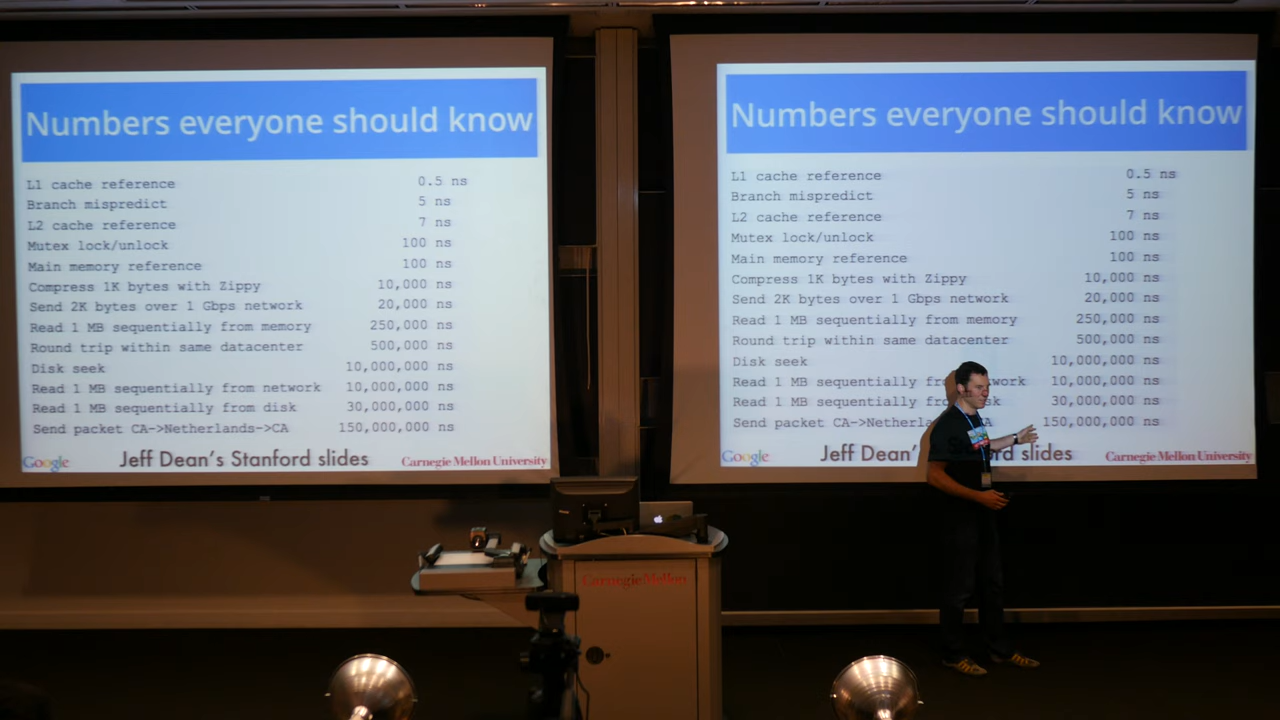 Numbers everyone should know
L1 cache reference 0.5 ns
Branch mispredict 5 ns
L2 cache reference 7 ns
Mutex lock/unlock 100 ns
Main memory reference 100 ns
Compress 1K bytes with Zippy 10,000 ns
Send 2K bytes over 1 Gbps network 20,000 ns
Read 1 MB sequentially from memory 250,000 ns
Round trip within same datacenter 500,000 ns
Disk seek 10,000,000 ns
Read 1 MB sequentially from network 10,000,000 ns
Read 1 MB sequentially from disk 30,000,000 ns
Send packet CA->Netherlands->CA 150,000,000 ns
Google Jeff Dean's Stanford slides Carnegie Mellon University
Numbers everyone should know
L1 cache reference 0.5 ns
Branch mispredict 5 ns
L2 cache reference 7 ns
Mutex lock/unlock 100 ns
Main memory reference 100 ns
Compress 1K bytes with Zippy 10,000 ns
Send 2K bytes over 1 Gbps network 20,000 ns
Read 1 MB sequentially from memory 250,000 ns
Round trip within same datacenter 500,000 ns
Disk seek 10,000,000 ns
Read 1 MB sequentially 10,000,000 ns
Read 1 MB sequentially 30,000,000 ns
Send packet CA->Netherlands 150,000,000 ns
Google Jeff Dean' slides Carnegie Mellon University
Carnegie Mellon